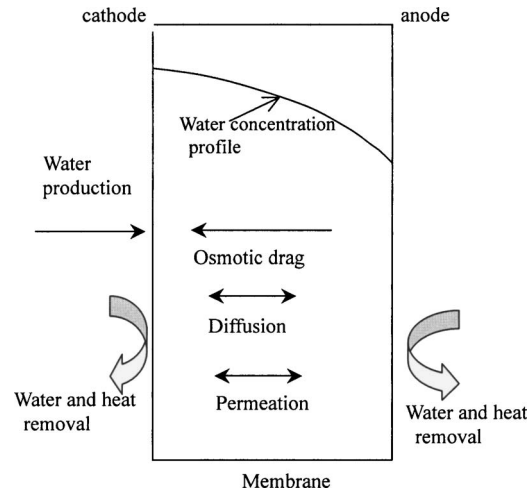 cathode
anode
Water concentration
profile
Water
production
Osmotic drag
Diffusion
Water and heat
removal
Permeation
Water and heat
removal
Membrane